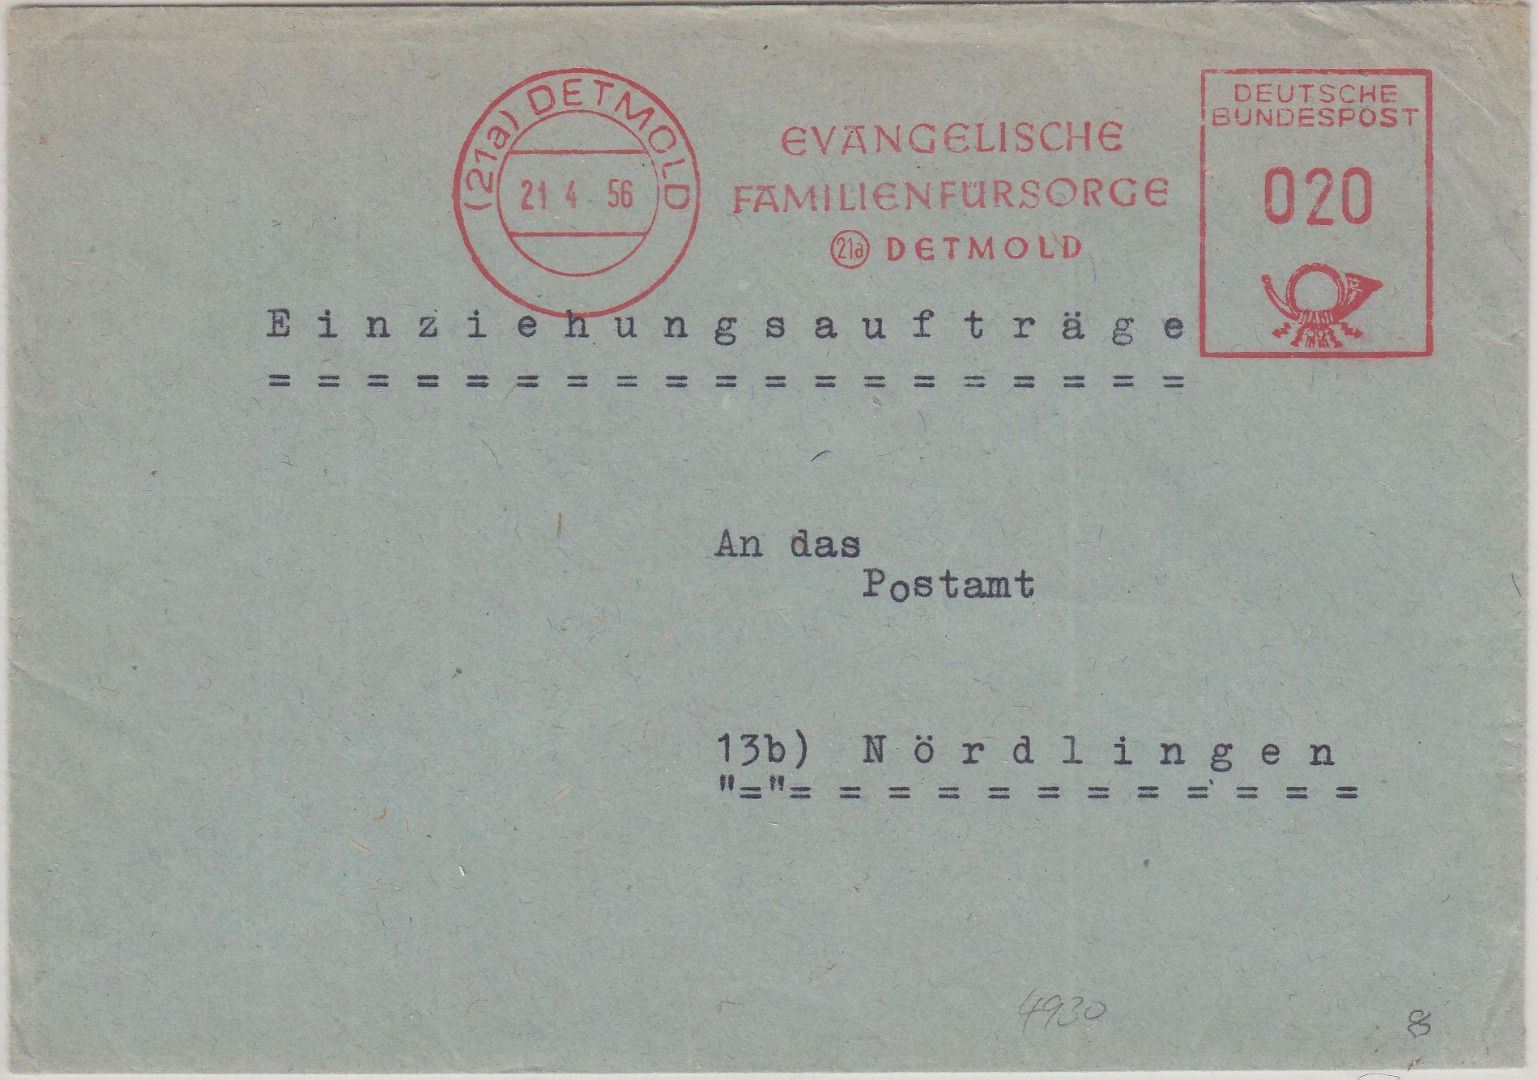 (21a) DETMOLD
21 4 56
EVANGELISCHE
FAMILIENFÜRSORGE
21a DETMOLD
DEUTSCHE
BUNDESPOST
020
Einziehungsaufträge
= = = = = = = = = = = = = = = = = = =
An das
Postamt
13b) Nördlingen
"="= = = = = = = = = = = =
4930
8